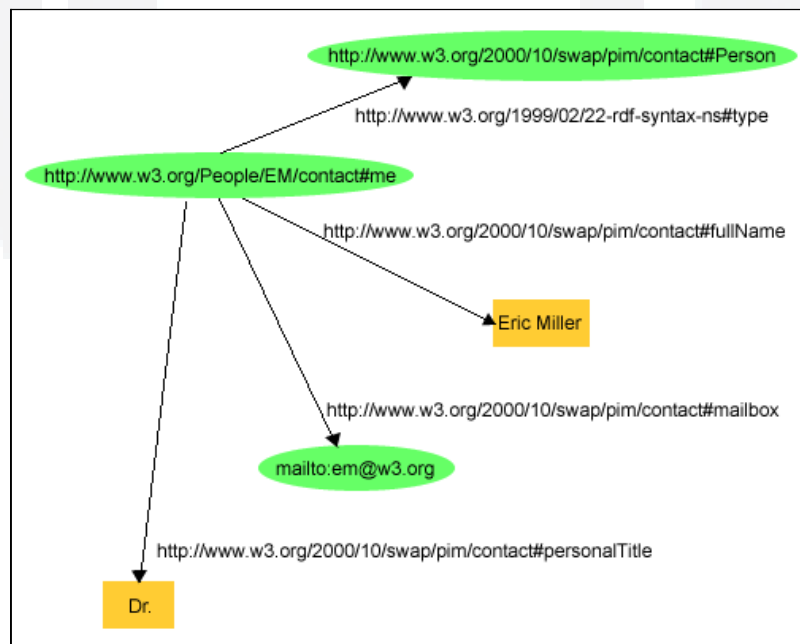 http://www.w3.org/2000/10/swap/pim/contact#Person
http://www.w3.org/1999/02/22-rdf-syntax-ns#type
http://www.w3.org/People/EM/contact#me
http://www.w3.org/2000/10/swap/pim/contact#fullName
Eric Miller
http://www.w3.org/2000/10/swap/pim/contact#mailbox
mailto:em@w3.org
http://www.w3.org/2000/10/swap/pim/contact#personalTitle
Dr.